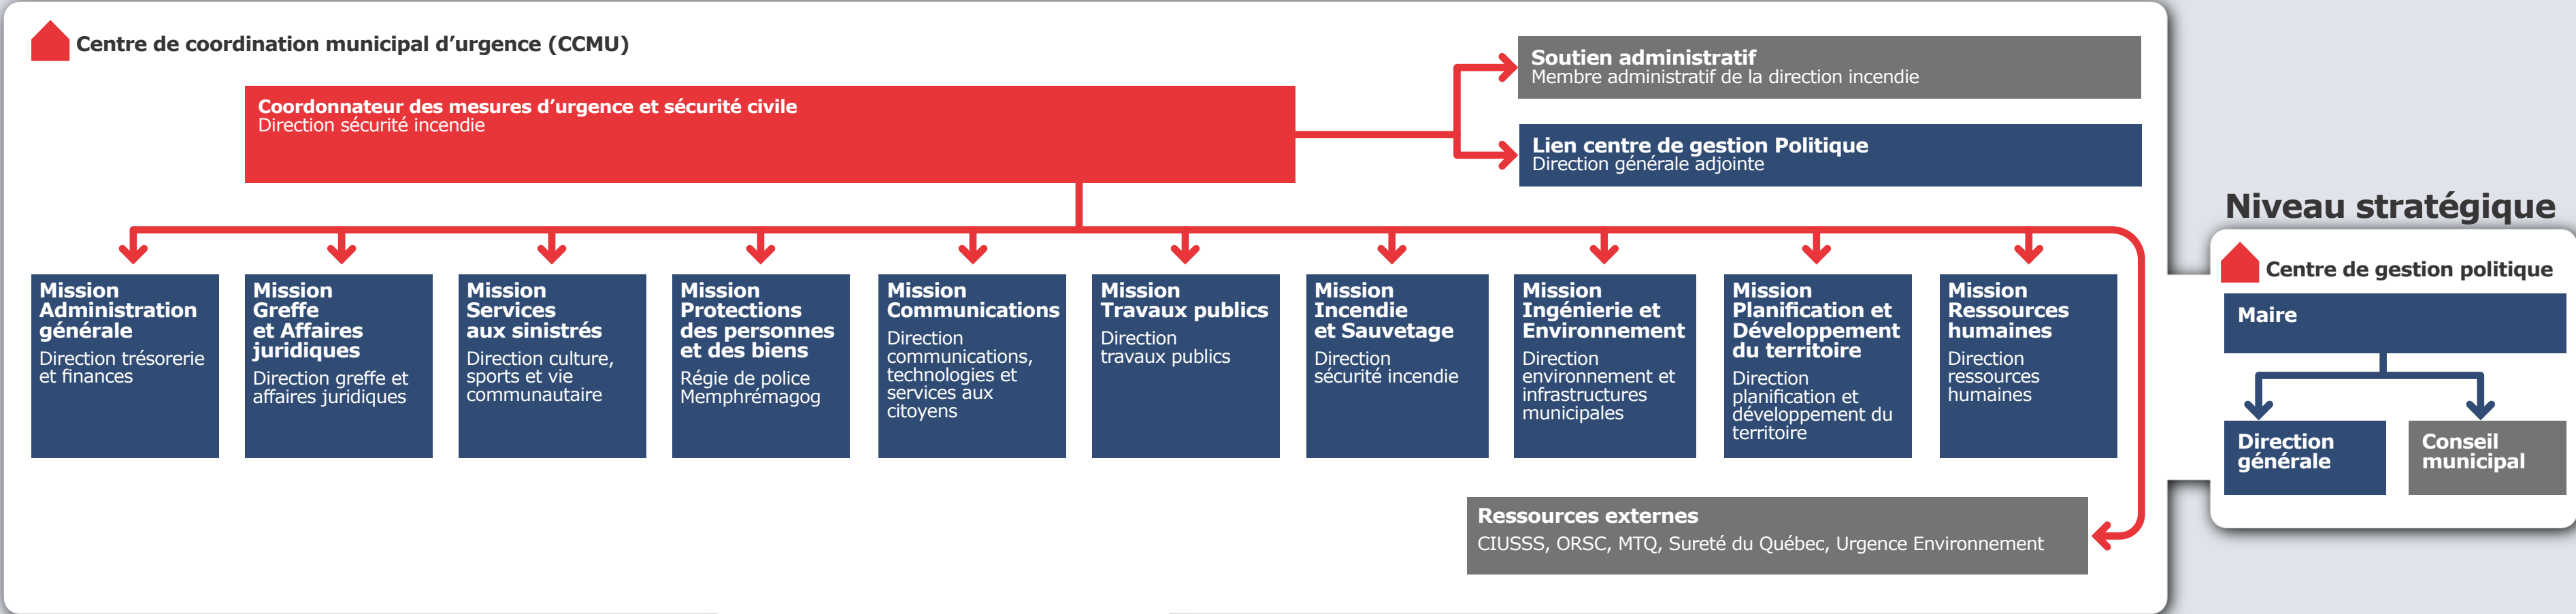 Centre de coordination municipal d’urgence (CCMU)
Coordonnateur des mesures d’urgence et sécurité civile
Direction sécurité incendie
Soutien administratif
Membre administratif de la direction incendie
Lien centre de gestion Politique
Direction générale adjointe
Mission
Administration
générale
Direction trésorerie
et finances
Mission
Greffe
et Affaires
juridiques
Direction greffe et
affaires juridiques
Mission
Services
aux sinistrés
Direction culture,
sports et vie
communautaire
Mission
Protections
des personnes
et des biens
Régie de police
Memphrémagog
Mission
Communications
Direction
communications,
technologies et
services aux
citoyens
Mission
Travaux publics
Direction
travaux publics
Mission
Incendie
et Sauvetage
Direction
sécurité incendie
Mission
Ingénierie et
Environnement
Direction
environnement et
infrastructures
municipales
Mission
Planification et
Développement
du territoire
Direction
planification et
développement du
territoire
Mission
Ressources
humaines
Direction
ressources
humaines
Ressources externes
CIUSSS, ORSC, MTQ, Sureté du Québec, Urgence Environnement
Niveau stratégique
Centre de gestion politique
Maire
Direction
générale
Conseil
municipal